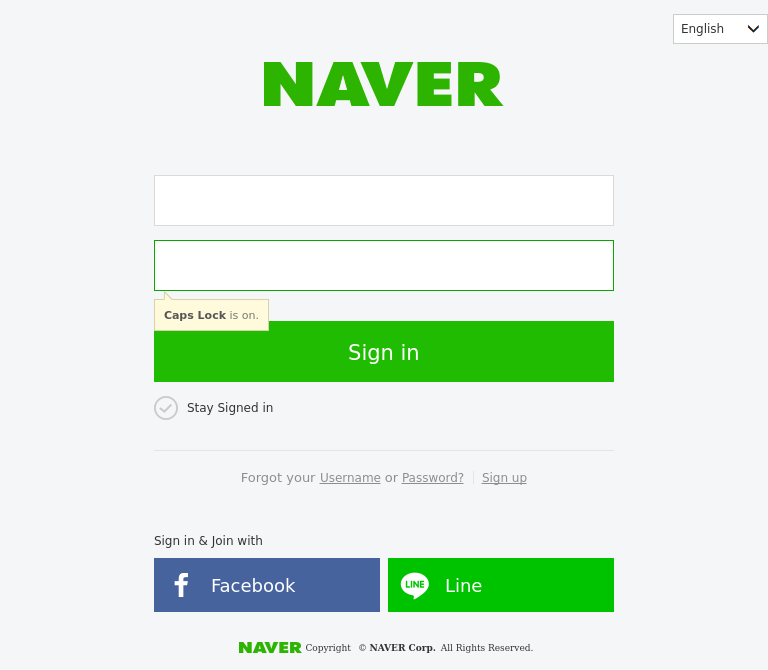 English
NAVER
Caps Lock is on.
Sign in
Stay Signed in
Forgot your Username or Password? Sign up
Sign in & Join with
Facebook
LINE Line
NAVER Copyright © NAVER Corp. All Rights Reserved.